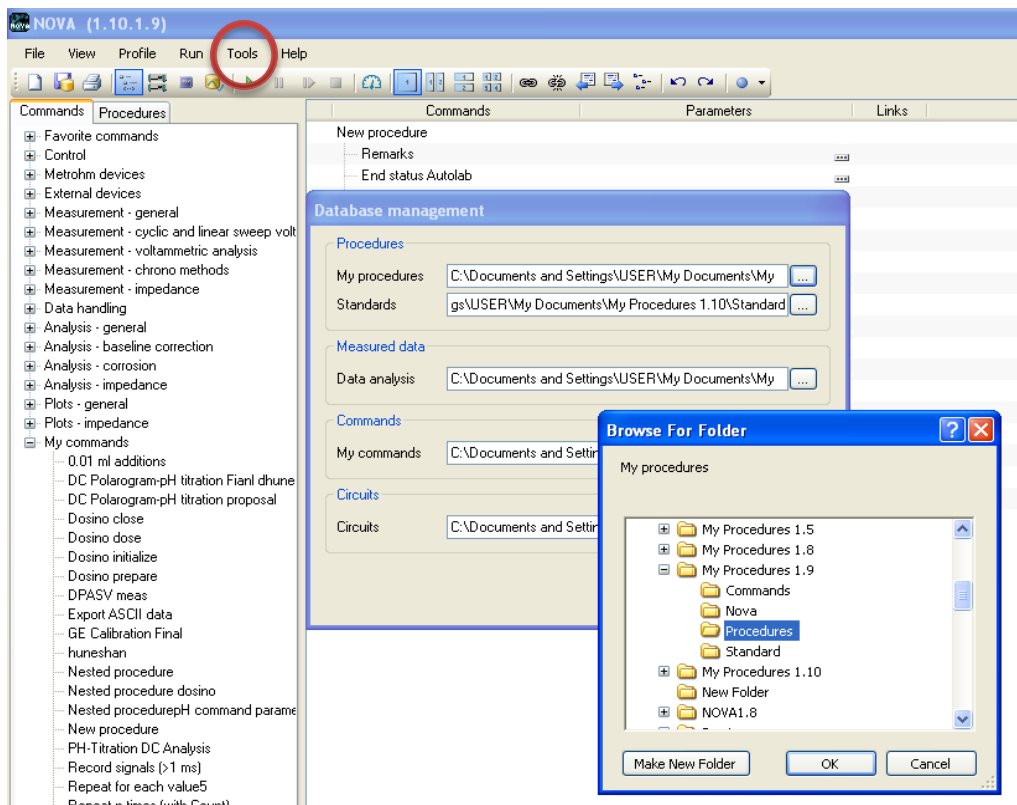 NOVA (1.10.1.9)
File View Profile Run Tools Help
Commands Procedures
Favorite commands
Control
Metrohm devices
External devices
Measurement - general
Measurement - cyclic and linear sweep volt
Measurement - voltammetric analysis
Measurement - chrono methods
Measurement - impedance
Data handling
Analysis - general
Analysis - baseline correction
Analysis - corrosion
Analysis - impedance
Plots - general
Plots - impedance
My commands
0.01 ml additions
DC Polarogram-pH titration Fianl dhune
DC Polarogram-pH titration proposal
Dosino close
Dosino dose
Dosino initialize
Dosino prepare
DPASV meas
Export ASCII data
GE Calibration Final
huneshan
Nested procedure
Nested procedure dosino
Nested procedurepH command parame
New procedure
PH-Titration DC Analysis
Record signals (>1 ms)
Repeat for each value5
Repeat n times (with Count)
Commands Parameters Links
New procedure
Remarks ...
End status Autolab ...
Database management
Procedures
My procedures C:\Documents and Settings\USER\My Documents\My ...
Standards gs\USER\My Documents\My Procedures 1.10\Standard ...
Measured data
Data analysis C:\Documents and Settings\USER\My Documents\My ...
Commands
My commands C:\Documents and Settin
Circuits
Circuits C:\Documents and Settin
Browse For Folder
My procedures
My Procedures 1.5
My Procedures 1.8
My Procedures 1.9
Commands
Nova
Procedures
Standard
My Procedures 1.10
New Folder
NOVA1.8
Make New Folder OK Cancel